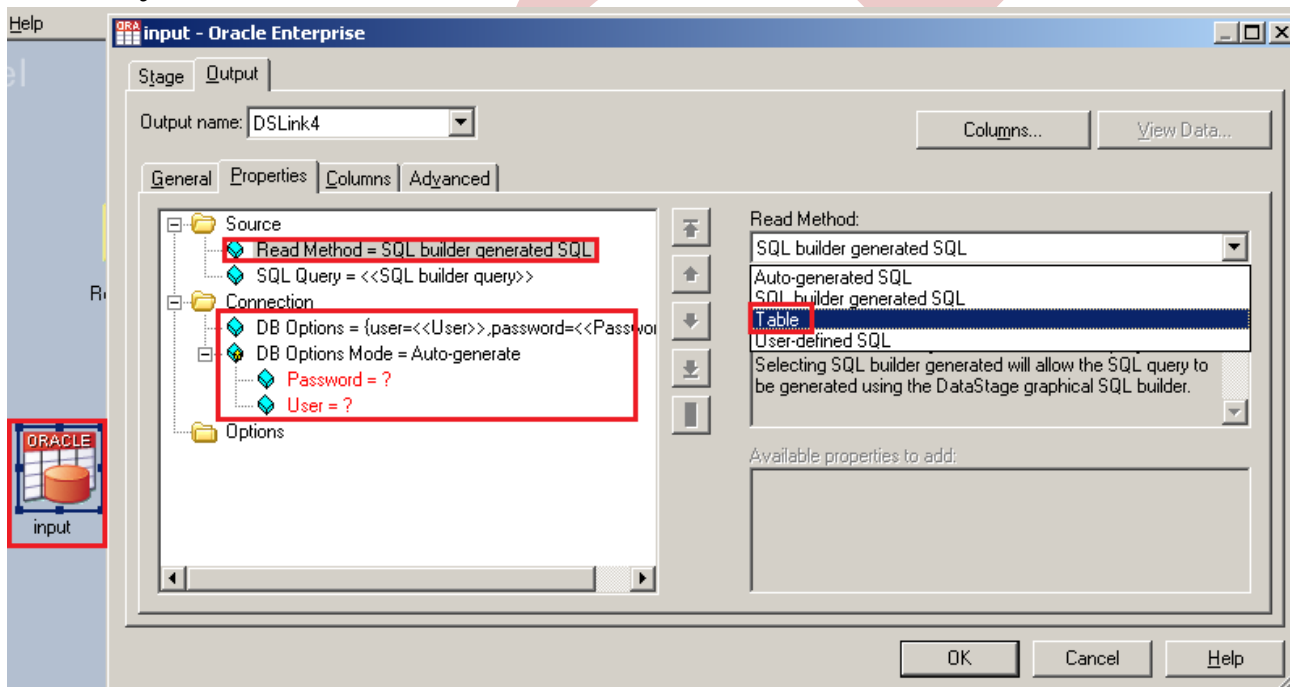 Help
input - Oracle Enterprise
Stage Output
Output name: DSLink4
Columns... View Data...
General Properties Columns Advanced
Source
Read Method = SQL builder generated SQL
SQL Query = <<SQL builder query>>
Connection
DB Options = {user=<<User>>,password=<<Passwor
DB Options Mode = Auto-generate
Password = ?
User = ?
Options
Read Method:
SQL builder generated SQL
Auto-generated SQL
SQL builder generated SQL
Table
User-defined SQL
Selecting SQL builder generated will allow the SQL query to
be generated using the DataStage graphical SQL builder.
Available properties to add:
ORACLE
input
OK Cancel Help